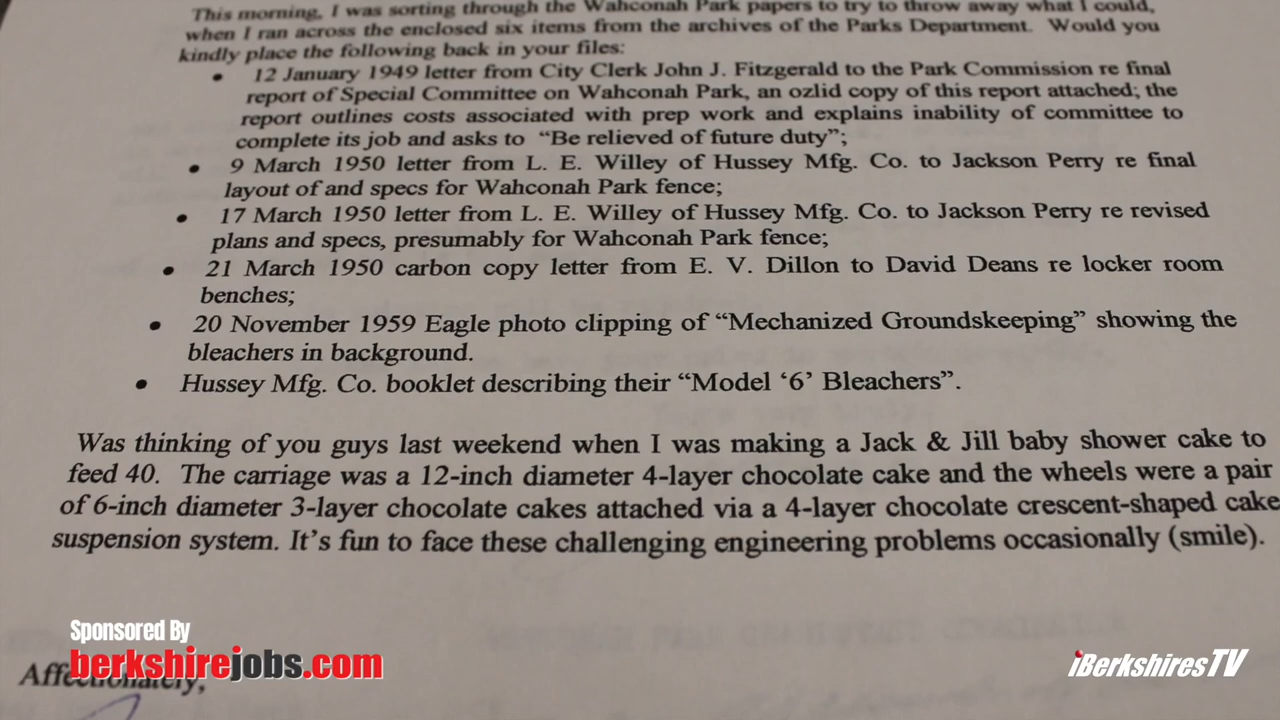 This morning, I was sorting through the Wahconah Park papers to try to throw away what I could,
when I ran across the enclosed six items from the archives of the Parks Department. Would you
kindly place the following back in your files:
• 12 January 1949 letter from City Clerk John J. Fitzgerald to the Park Commission re final
report of Special Committee on Wahconah Park, an ozlid copy of this report attached; the
report outlines costs associated with prep work and explains inability of committee to
complete its job and asks to “Be relieved of future duty”;
• 9 March 1950 letter from L. E. Willey of Hussey Mfg. Co. to Jackson Perry re final
layout of and specs for Wahconah Park fence;
• 17 March 1950 letter from L. E. Willey of Hussey Mfg. Co. to Jackson Perry re revised
plans and specs, presumably for Wahconah Park fence;
• 21 March 1950 carbon copy letter from E. V. Dillon to David Deans re locker room
benches;
• 20 November 1959 Eagle photo clipping of “Mechanized Groundskeeping” showing the
bleachers in background.
• Hussey Mfg. Co. booklet describing their “Model ‘6’ Bleachers”.
Was thinking of you guys last weekend when I was making a Jack & Jill baby shower cake to
feed 40. The carriage was a 12-inch diameter 4-layer chocolate cake and the wheels were a pair
of 6-inch diameter 3-layer chocolate cakes attached via a 4-layer chocolate crescent-shaped cake
suspension system. It’s fun to face these challenging engineering problems occasionally (smile).
Sponsored By
berkshirejobs.com
Affectionately,
iBerkshiresTV